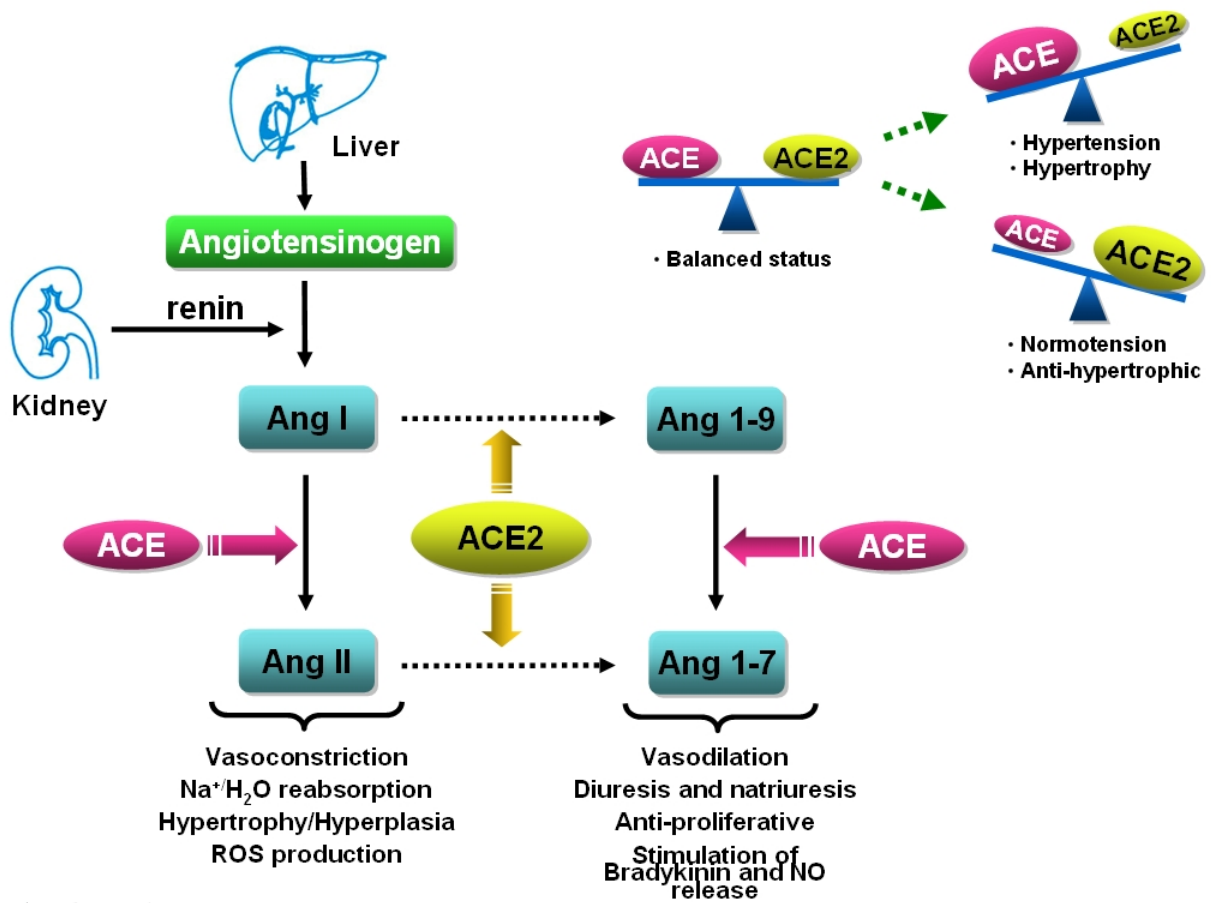 Liver
Angiotensinogen
renin
Kidney
Ang I
Ang 1-9
ACE
ACE2
ACE
Ang II
Ang 1-7
Vasoconstriction
Na⁺/H₂O reabsorption
Hypertrophy/Hyperplasia
ROS production
Vasodilation
Diuresis and natriuresis
Anti-proliferative
Stimulation of
Bradykinin and NO
release
ACE
ACE2
· Balanced status
ACE
ACE2
· Hypertension
· Hypertrophy
ACE
ACE2
· Normotension
· Anti-hypertrophic